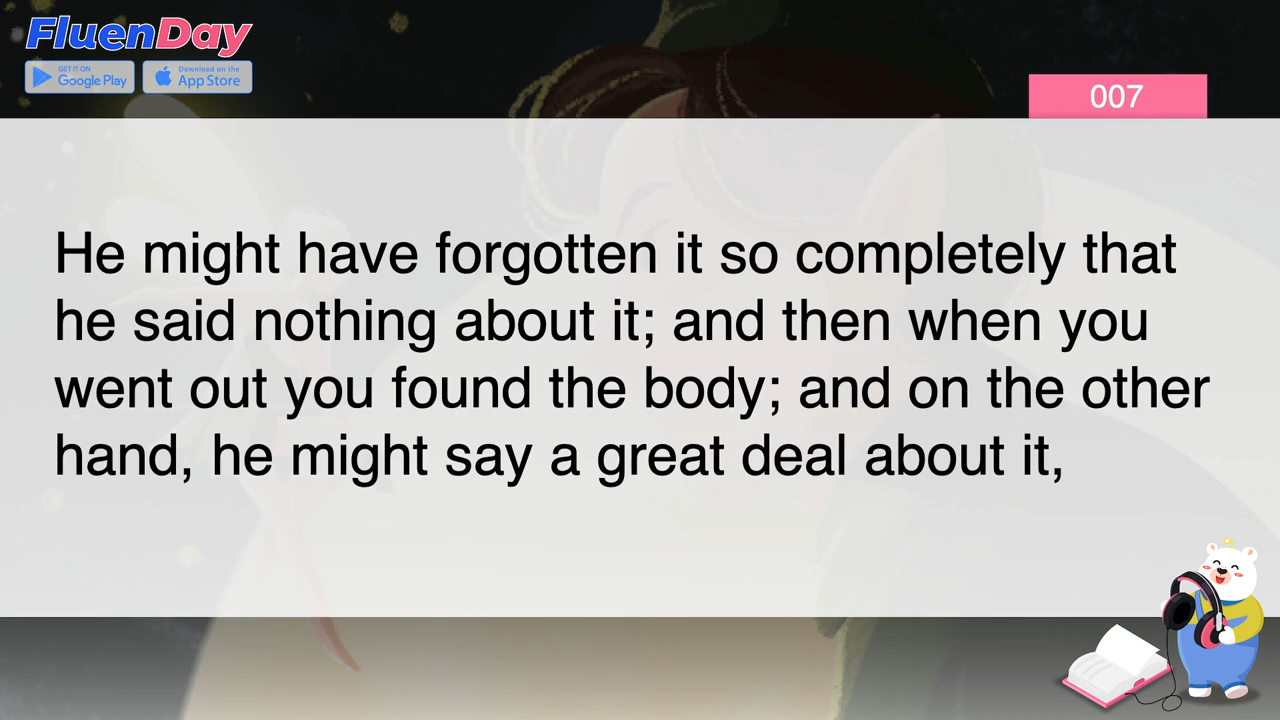 FluenDay
GET IT ON
Google Play
Download on the
App Store
007
He might have forgotten it so completely that
he said nothing about it; and then when you
went out you found the body; and on the other
hand, he might say a great deal about it,